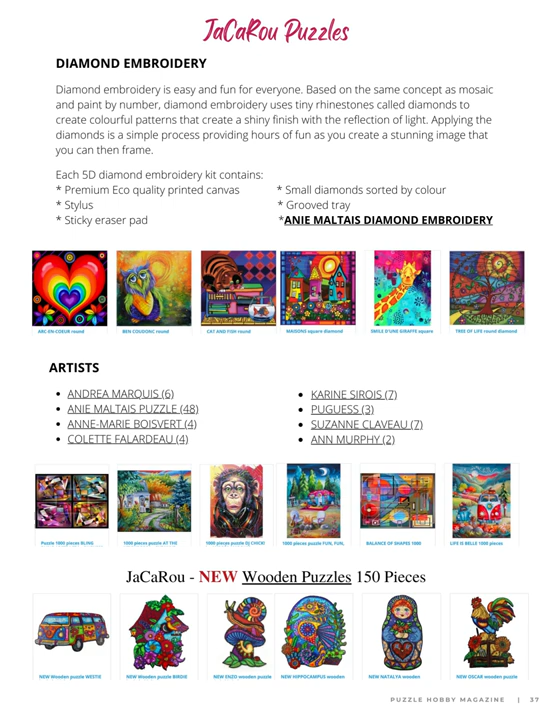 JaCaRou Puzzles
DIAMOND EMBROIDERY
Diamond embroidery is easy and fun for everyone. Based on the same concept as mosaic
and paint by number, diamond embroidery uses tiny rhinestones called diamonds to
create colourful patterns that create a shiny finish with the reflection of light. Applying the
diamonds is a simple process providing hours of fun as you create a stunning image that
you can then frame.
Each 5D diamond embroidery kit contains:
* Premium Eco quality printed canvas
* Stylus
* Sticky eraser pad
* Small diamonds sorted by colour
* Grooved tray
*ANIE MALTAIS DIAMOND EMBROIDERY
ARC-EN-COEUR round
BEN COUDONC round
CAT AND FISH round
MAISONS square diamond
SMILE D'UNE GIRAFFE square
TREE OF LIFE round diamond
ARTISTS
• ANDREA MARQUIS (6)
• ANIE MALTAIS PUZZLE (48)
• ANNE-MARIE BOISVERT (4)
• COLETTE FALARDEAU (4)
• KARINE SIROIS (7)
• PUGUESS (3)
• SUZANNE CLAVEAU (7)
• ANN MURPHY (2)
Puzzle 1000 pieces BLING
1000 pieces puzzle AT THE
1000 pieces puzzle DJ CHICKI
1000 pieces puzzle FUN, FUN,
BALANCE OF SHAPES 1000
LIFE IS BELLE 1000 pieces
JaCaRou - NEW Wooden Puzzles 150 Pieces
NEW Wooden puzzle WESTIE
NEW Wooden puzzle BIRDIE
NEW ENZO wooden puzzle
NEW HIPPOCAMPUS wooden
NEW NATALYA wooden
NEW OSCAR wooden puzzle
PUZZLE HOBBY MAGAZINE | 37